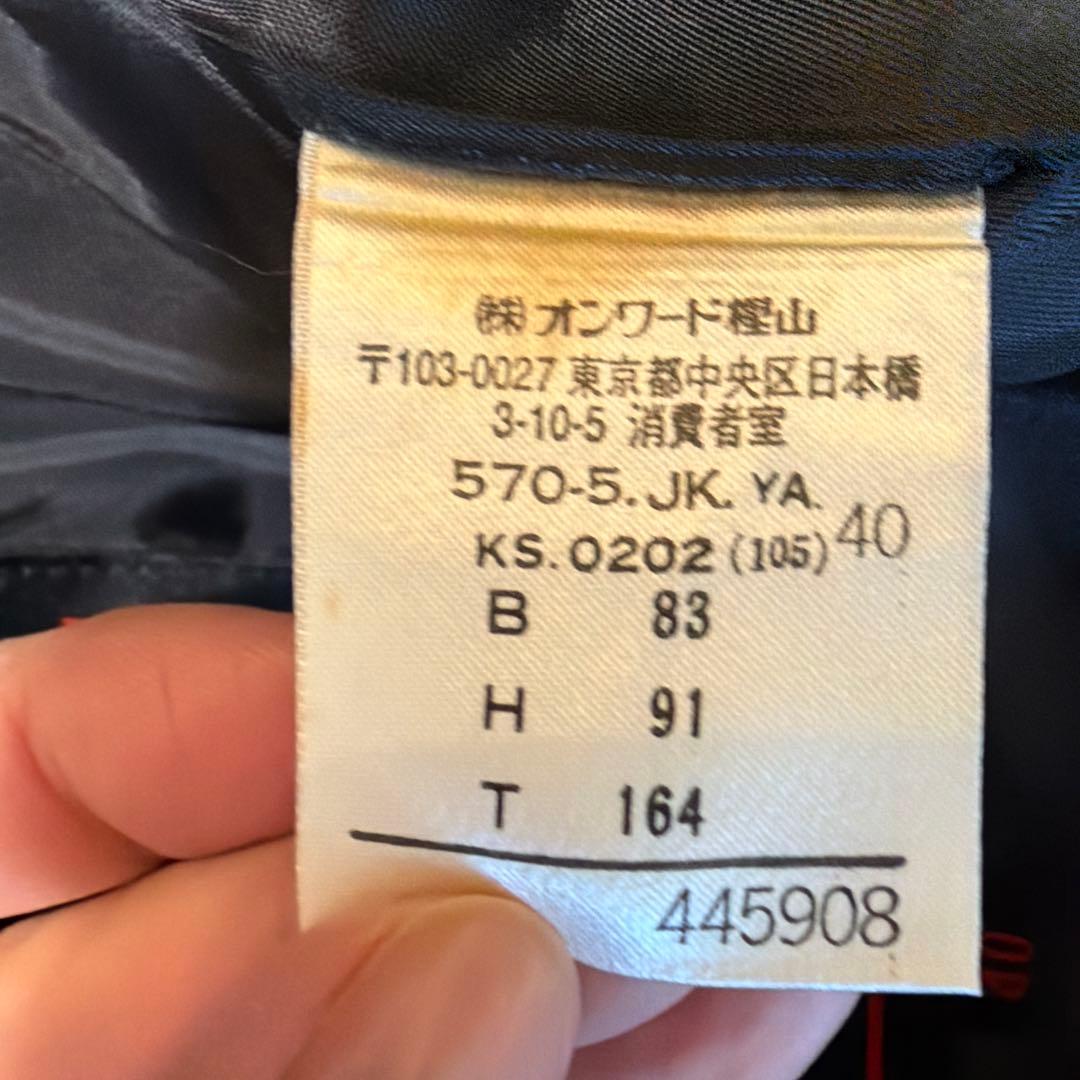 ㈱オンワード樫山
〒103-0027 東京都中央区日本橋
3-10-5 消費者室
570-5.JK.YA.
KS.0202(105)40
B 83
H 91
T 164
445908